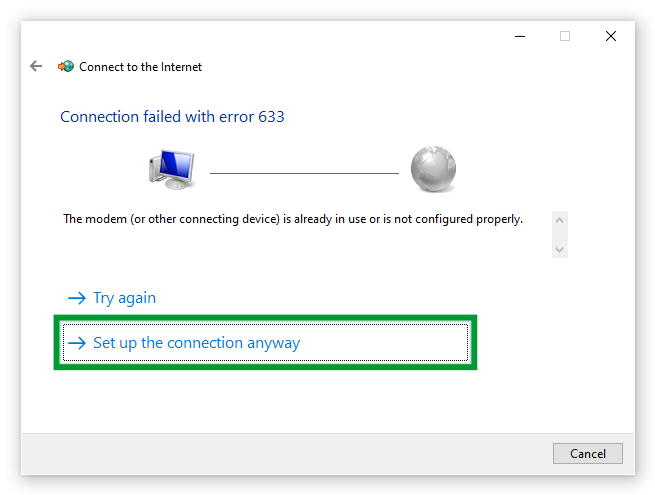 Connect to the Internet
Connection failed with error 633
The modem (or other connecting device) is already in use or is not configured properly.
Try again
Set up the connection anyway
Cancel